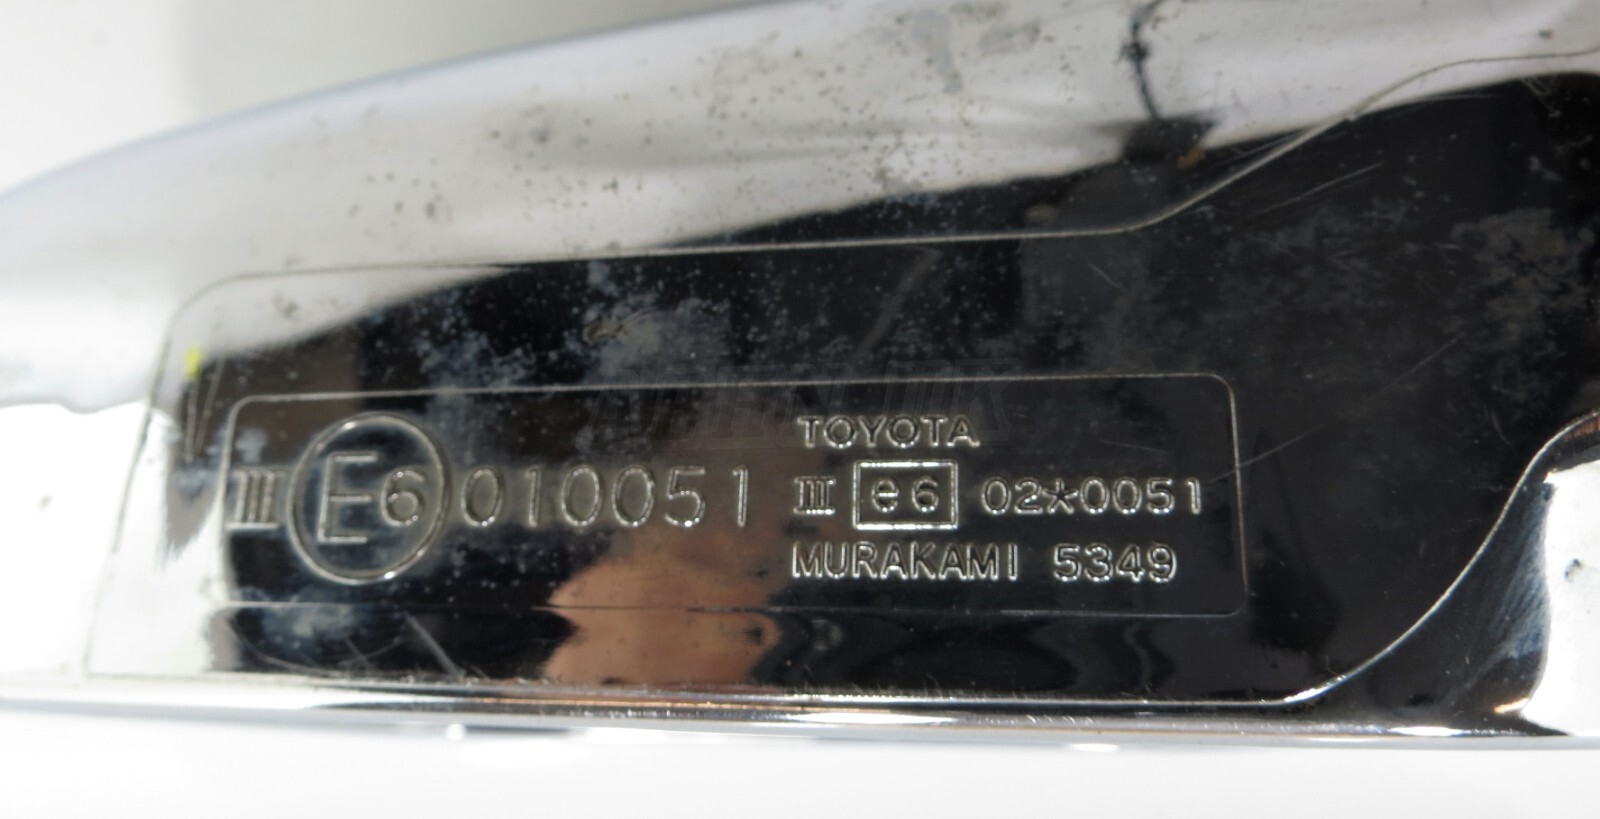 III E6 010051
TOYOTA
III e6 02*0051
MURAKAMI 5349